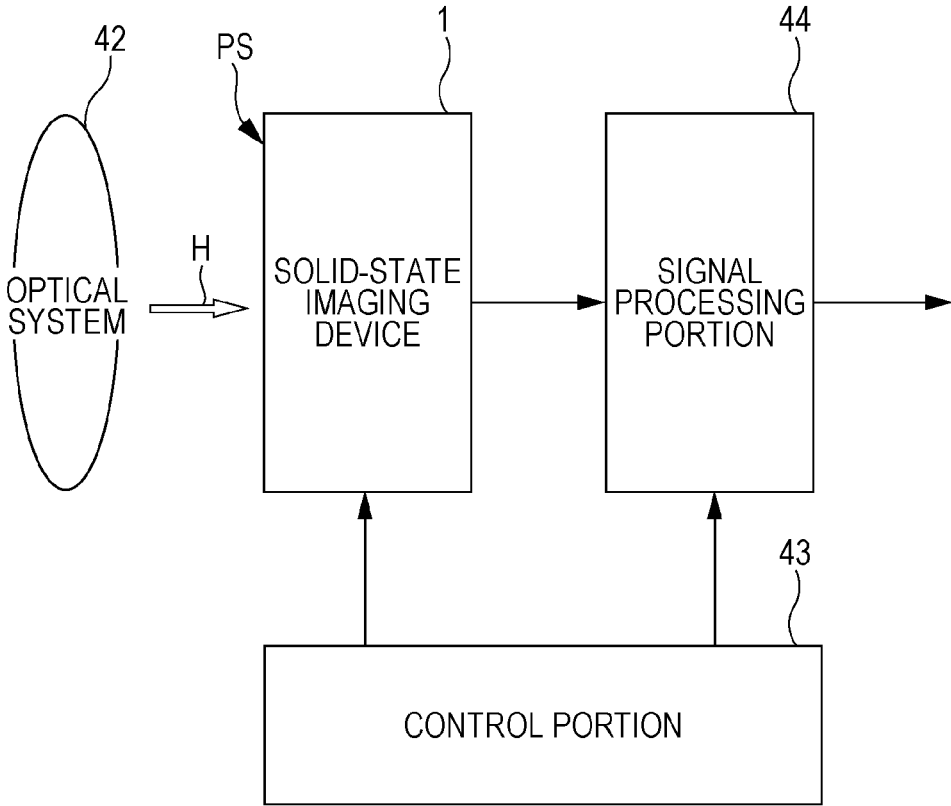 42
PS
1
44
H
OPTICAL
SYSTEM
SOLID-STATE
IMAGING
DEVICE
SIGNAL
PROCESSING
PORTION
43
CONTROL PORTION